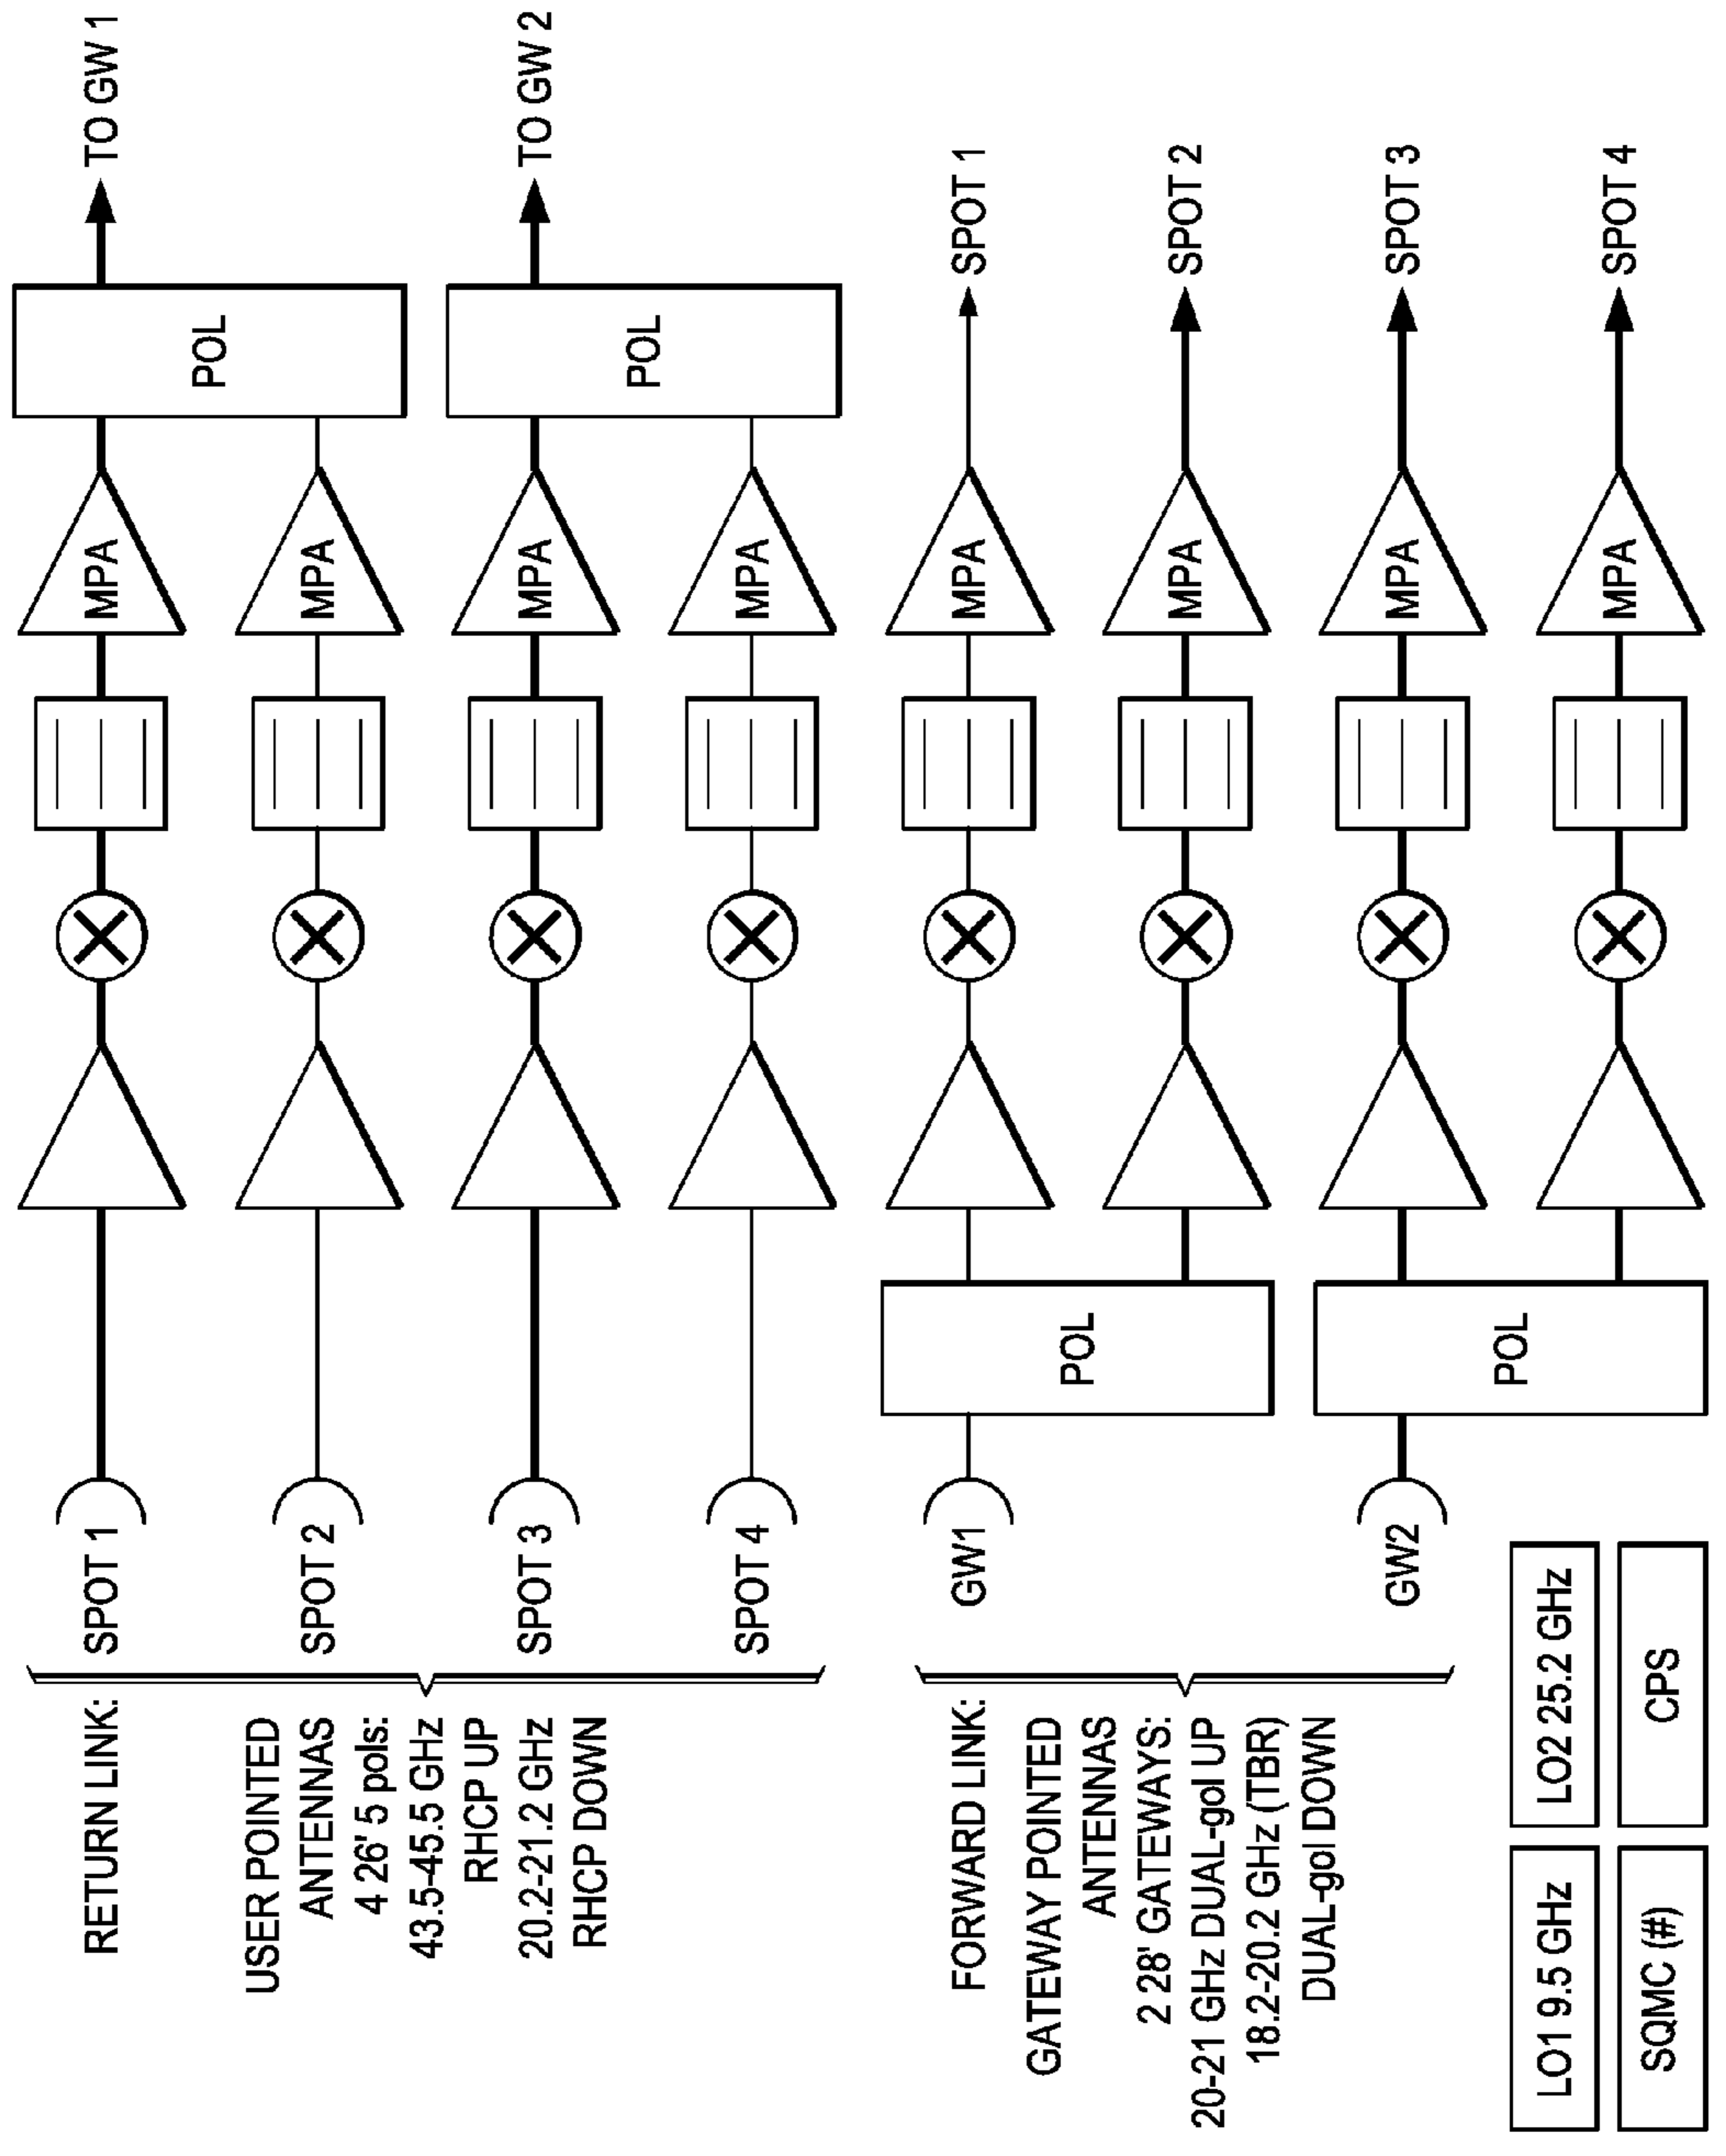 RETURN LINK:
USER POINTED
ANTENNAS
4 26' 5 pols:
43.5-45.5 GHz
RHCP UP
20.2-21.2 GHz
RHCP DOWN
SPOT 1
SPOT 2
SPOT 3
SPOT 4
MPA
MPA
MPA
MPA
POL
POL
TO GW 1
TO GW 2
FORWARD LINK:
GATEWAY POINTED
ANTENNAS
2 28' GATEWAYS:
20-21 GHz DUAL-gol UP
18.2-20.2 GHz (TBR)
DUAL-gol DOWN
GW1
GW2
POL
POL
MPA
MPA
MPA
MPA
SPOT 1
SPOT 2
SPOT 3
SPOT 4
LO1 9.5 GHz
LO2 25.2 GHz
SQMC (#)
CPS